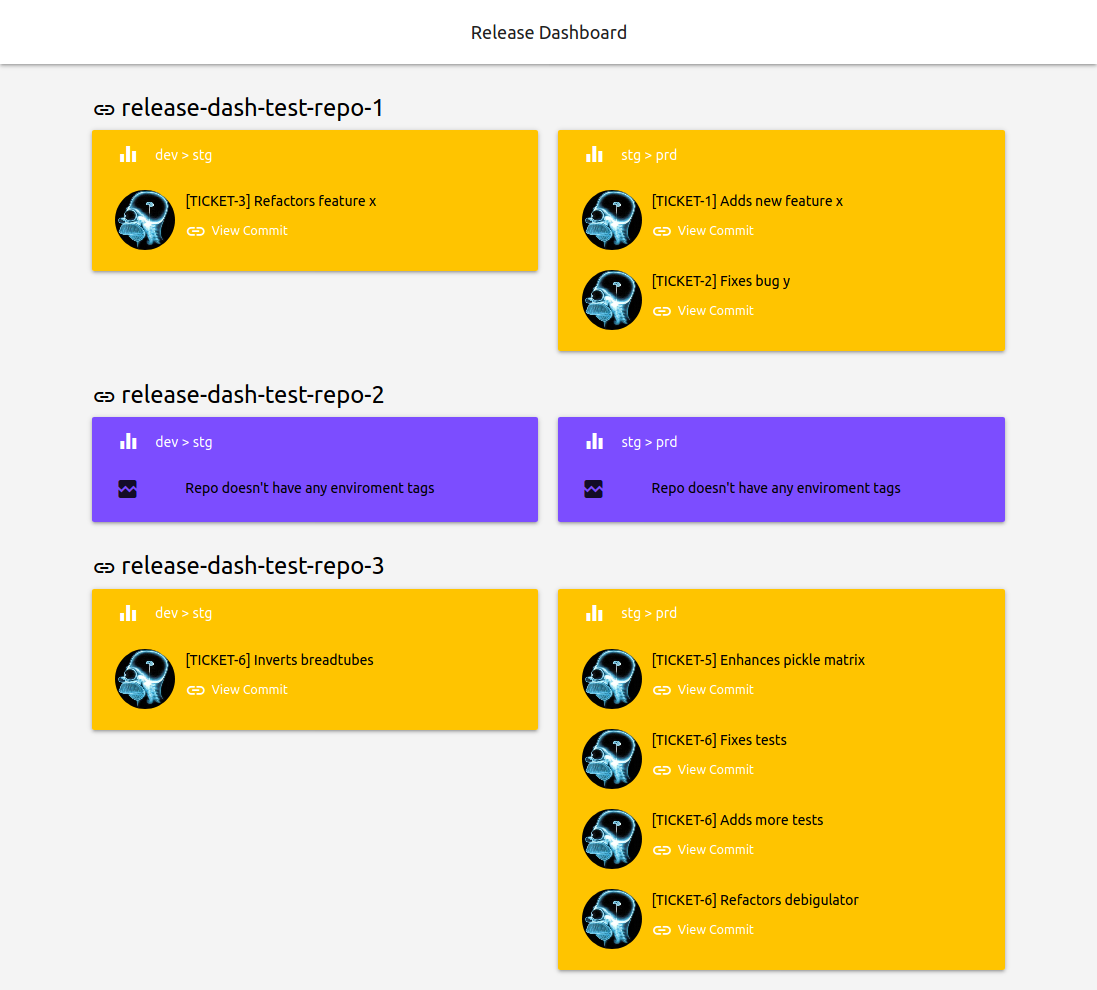 Release Dashboard
release-dash-test-repo-1
dev > stg
[TICKET-3] Refactors feature x
View Commit
stg > prd
[TICKET-1] Adds new feature x
View Commit
[TICKET-2] Fixes bug y
View Commit
release-dash-test-repo-2
dev > stg
Repo doesn't have any enviroment tags
stg > prd
Repo doesn't have any enviroment tags
release-dash-test-repo-3
dev > stg
[TICKET-6] Inverts breadtubes
View Commit
stg > prd
[TICKET-5] Enhances pickle matrix
View Commit
[TICKET-6] Fixes tests
View Commit
[TICKET-6] Adds more tests
View Commit
[TICKET-6] Refactors debigulator
View Commit